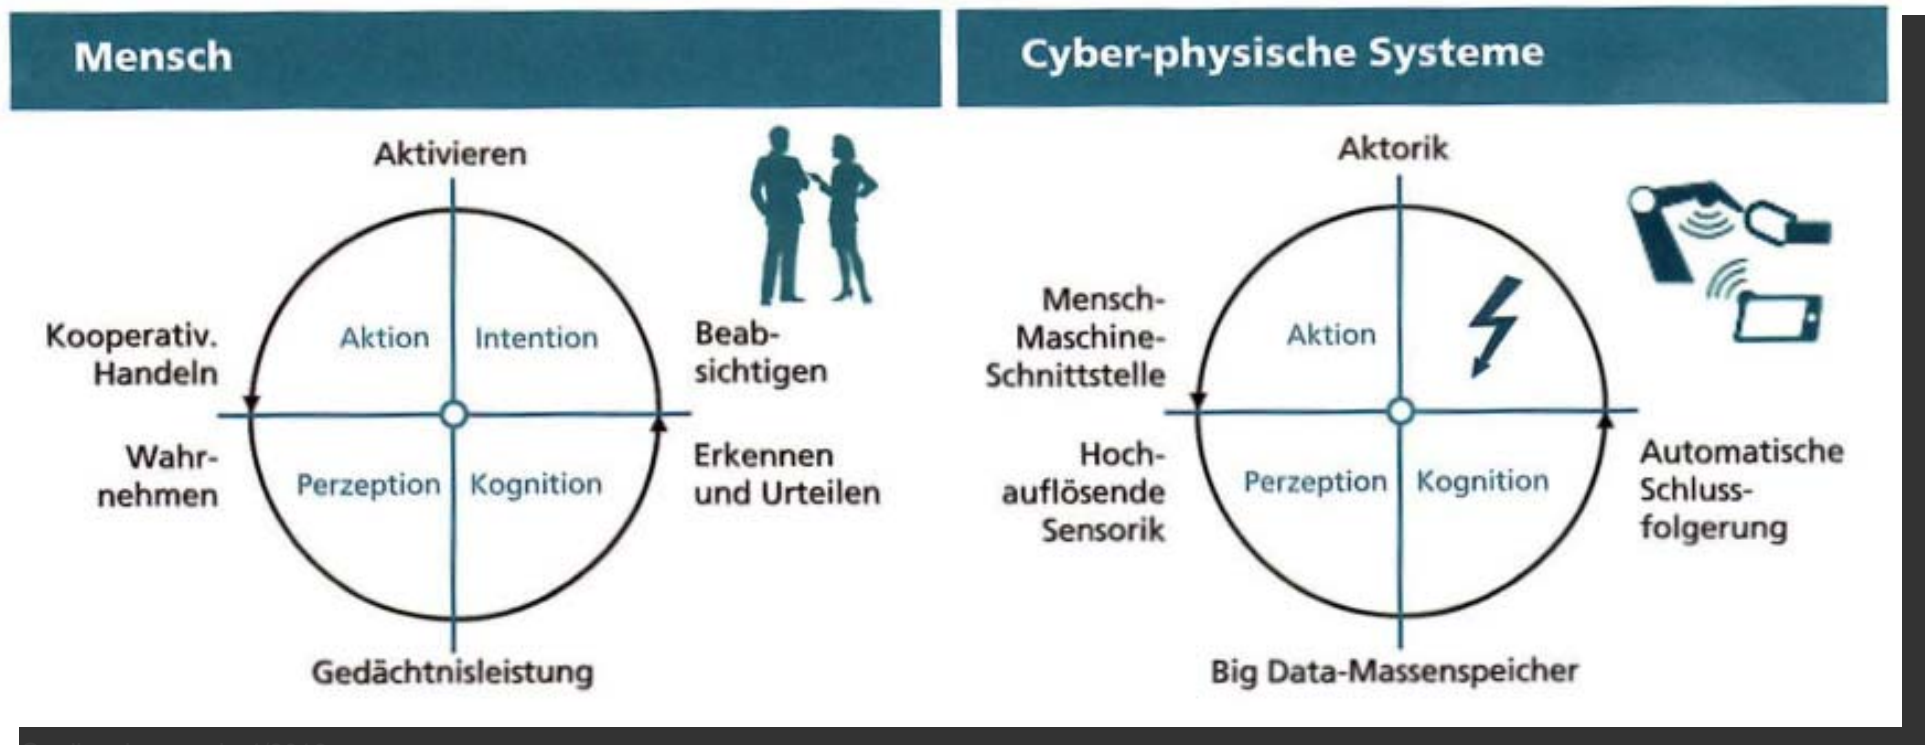 Mensch
Aktivieren
Kooperativ.
Handeln
Aktion
Intention
Beab-
sichtigen
Wahr-
nehmen
Perzeption
Kognition
Erkennen
und Urteilen
Gedächtnisleistung
Cyber-physische Systeme
Aktorik
Mensch-
Maschine-
Schnittstelle
Aktion
Hoch-
auflösende
Sensorik
Perzeption
Kognition
Automatische
Schluss-
folgerung
Big Data-Massenspeicher